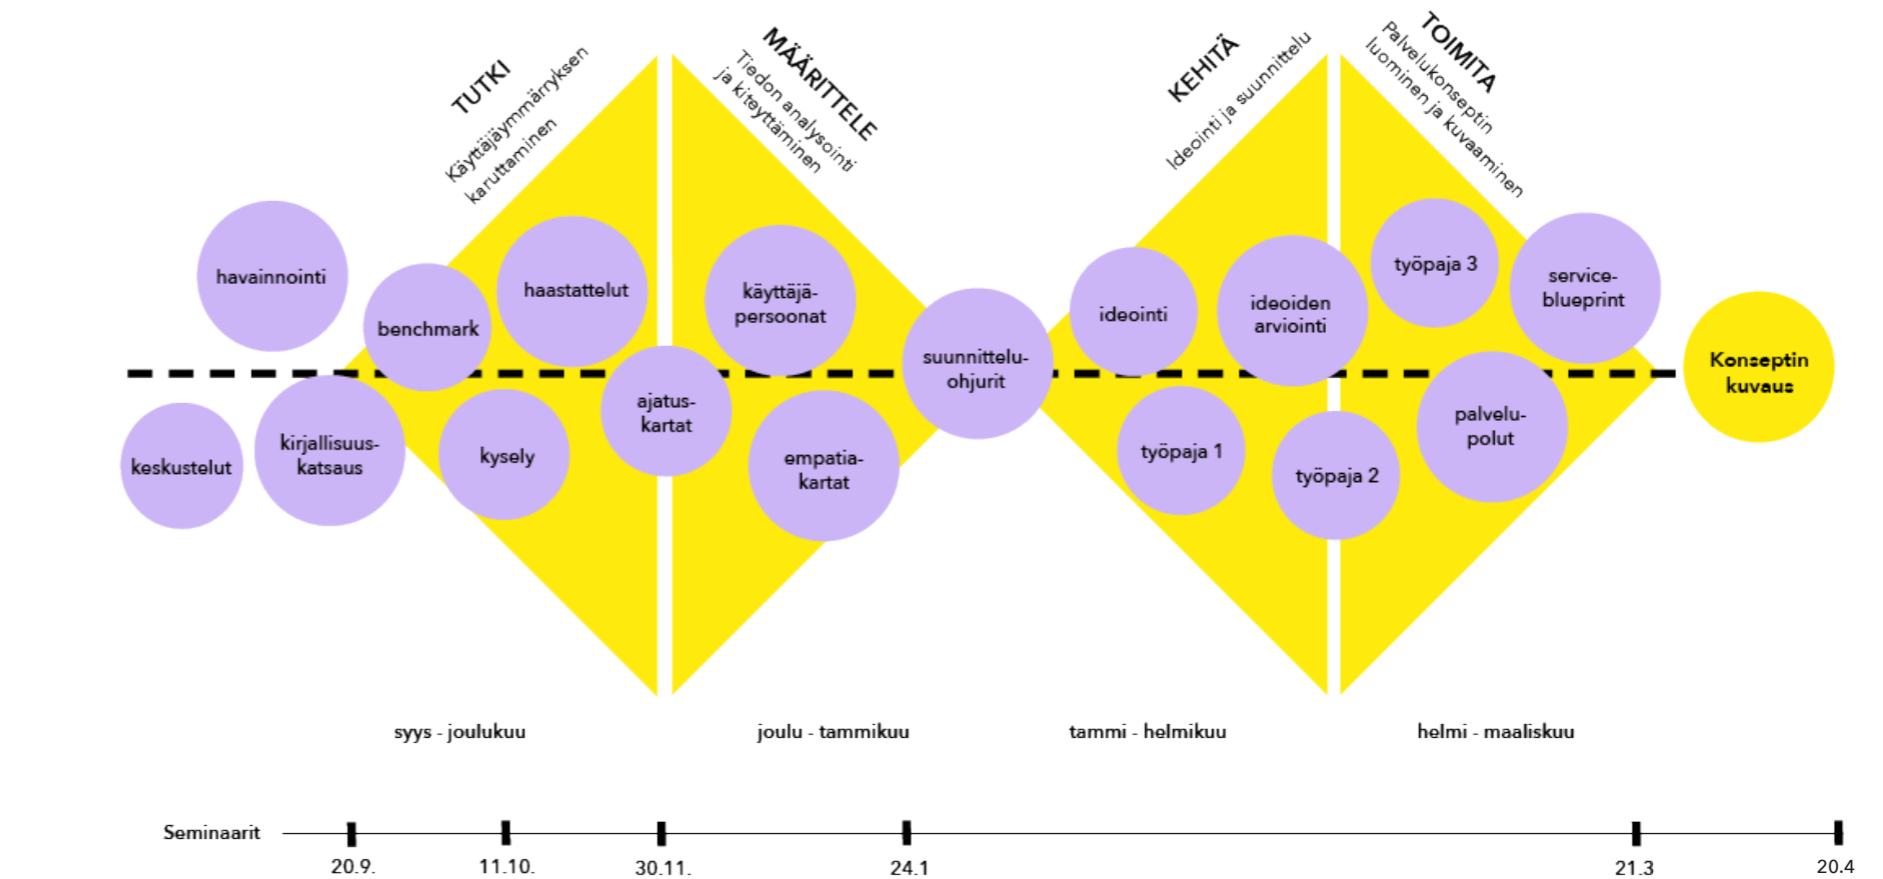 TUTKI
Käyttäjäymmärryksen
karuttaminen
MÄÄRITTELE
Tiedon analysointi
ja kiteyttäminen
KEHITÄ
Ideointi ja suunnittelu
TOIMITA
Palvelukonseptin
luominen ja kuvaaminen
havainnointi
benchmark
haastattelut
käyttäjä-
persoonat
suunnittelu-
ohjurit
ideointi
ideoiden
arviointi
työpaja 3
service-
blueprint
Konseptin
kuvaus
keskustelut
kirjallisuus-
katsaus
kysely
ajatus-
kartat
empatia-
kartat
työpaja 1
työpaja 2
palvelu-
polut
syys - joulukuu
joulu - tammikuu
tammi - helmikuu
helmi - maaliskuu
Seminaarit
20.9.
11.10.
30.11.
24.1
21.3
20.4